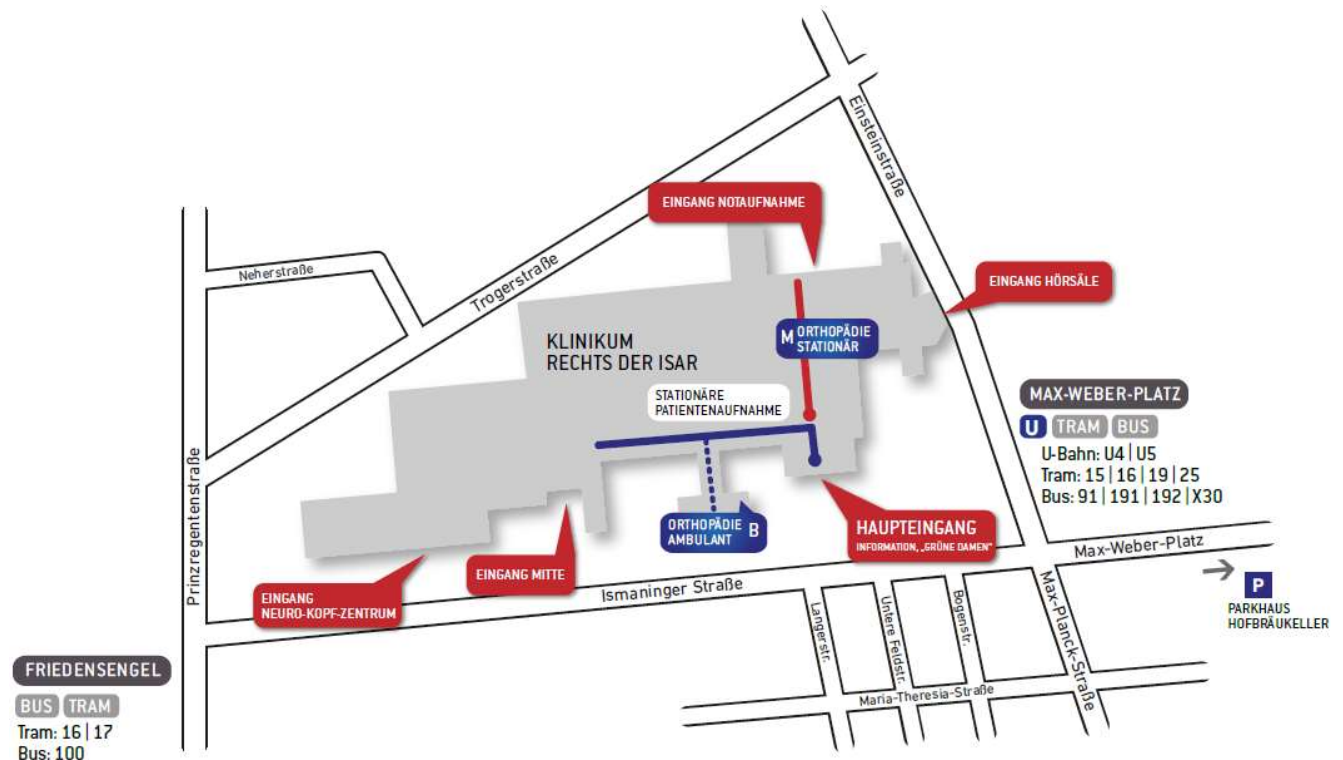 Einsteinstraße
EINGANG NOTAUFNAHME
Neherstraße
Trogerstraße
EINGANG HÖRSÄLE
KLINIKUM
RECHTS DER ISAR
M ORTHOPÄDIE
STATIONÄR
STATIONÄRE
PATIENTENAUFNAHME
MAX-WEBER-PLATZ
U TRAM BUS
U-Bahn: U4 | U5
Tram: 15 | 16 | 19 | 25
Bus: 91 | 191 | 192 | X30
Prinzregentenstraße
ORTHOPÄDIE
AMBULANT B
HAUPTEINGANG
INFORMATION, „GRÜNE DAMEN“
EINGANG MITTE
EINGANG
NEURO-KOPF-ZENTRUM
Ismaninger Straße
Max-Weber-Platz
P
PARKHAUS
HOFBRÄUKELLER
Langerstr.
Untere Feldstr.
Bogenstr.
Max-Planck-Straße
Maria-Theresia-Straße
FRIEDENSENGEL
BUS TRAM
Tram: 16 | 17
Bus: 100